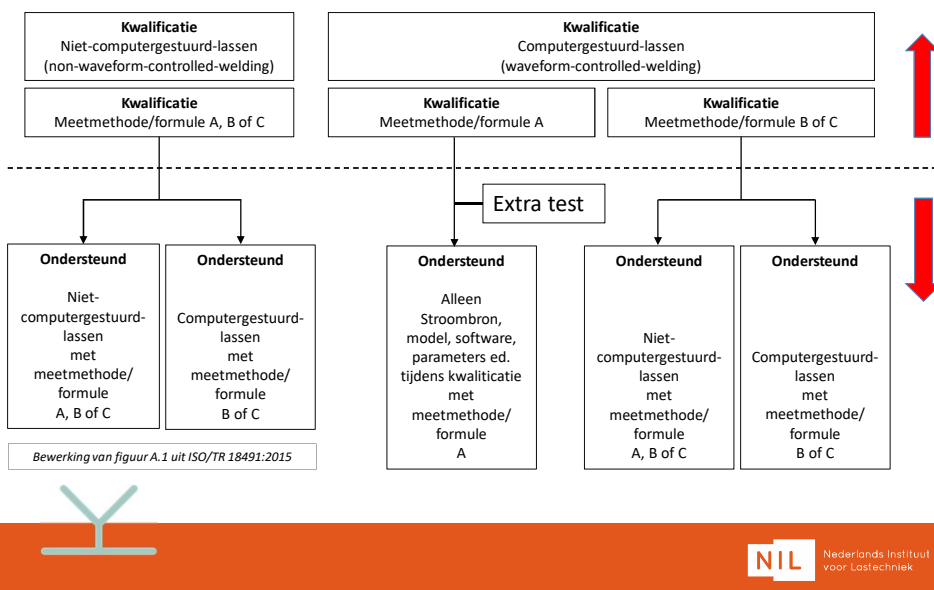 Kwalificatie
Niet-computergestuurd-lassen
(non-waveform-controlled-welding)
Kwalificatie
Computergestuurd-lassen
(waveform-controlled-welding)
Kwalificatie
Meetmethode/formule A, B of C
Kwalificatie
Meetmethode/formule A
Kwalificatie
Meetmethode/formule B of C
Extra test
Ondersteund
Niet-
computergestuurd-
lassen
met
meetmethode/
formule
A, B of C
Ondersteund
Computergestuurd-
lassen
met
meetmethode/
formule
B of C
Ondersteund
Alleen
Stroombron,
model, software,
parameters ed.
tijdens kwaliticatie
met
meetmethode/
formule
A
Ondersteund
Niet-
computergestuurd-
lassen
met
meetmethode/
formule
A, B of C
Ondersteund
Computergestuurd-
lassen
met
meetmethode/
formule
B of C
Bewerking van figuur A.1 uit ISO/TR 18491:2015
NIL
Nederlands Instituut
voor Lastechniek